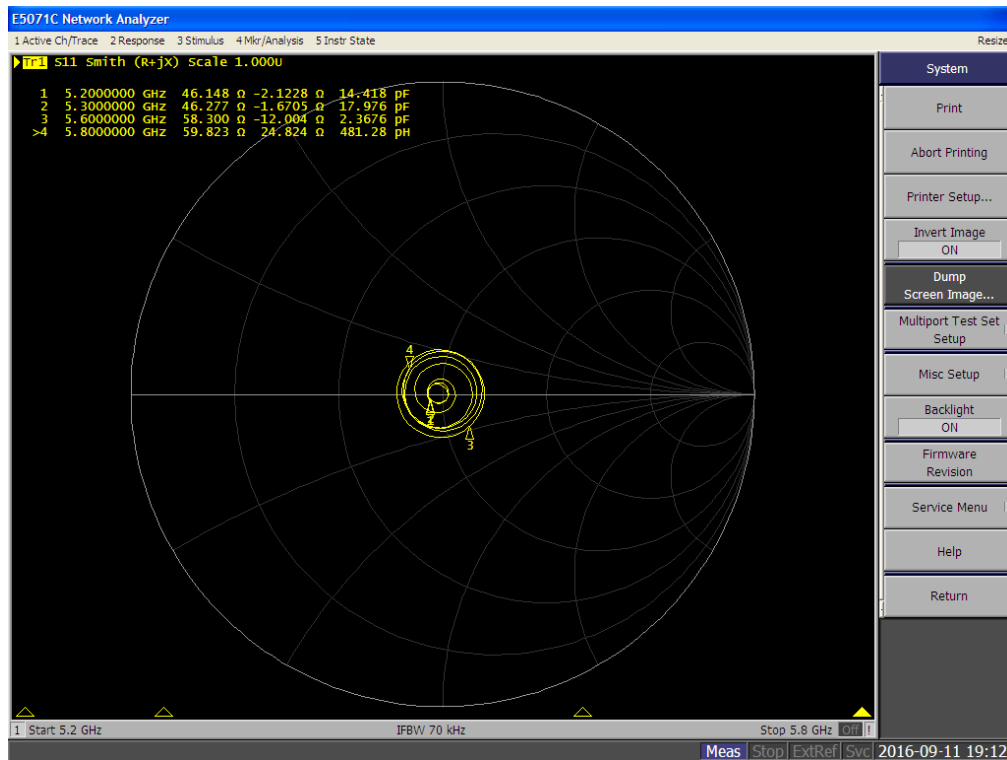 E5071C Network Analyzer
1 Active Ch/Trace 2 Response 3 Stimulus 4 Mkr/Analysis 5 Instr State
Resize
Tr1 S11 Smith (R+jX) Scale 1.000U
1 5.2000000 GHz 46.148 Ω -2.1228 Ω 14.418 pF
2 5.3000000 GHz 46.277 Ω -1.6705 Ω 17.976 pF
3 5.6000000 GHz 58.300 Ω -12.004 Ω 2.3676 pF
>4 5.8000000 GHz 59.823 Ω 24.824 Ω 481.28 pH
4
3
System
Print
Abort Printing
Printer Setup...
Invert Image
ON
Dump
Screen Image...
Multiport Test Set
Setup
Misc Setup
Backlight
ON
Firmware
Revision
Service Menu
Help
Return
1 Start 5.2 GHz
IFBW 70 kHz
Stop 5.8 GHz Off !
Meas Stop ExtRef Svc 2016-09-11 19:12